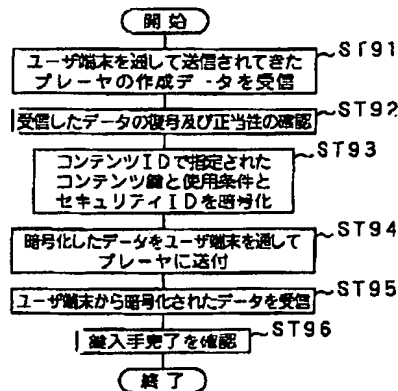 開始
ST91
ユーザ端末を通して送信されてきた
プレーヤの作成データを受信
ST92
受信したデータの復号及び正当性の確認
ST93
コンテンツIDで指定された
コンテンツ鍵と使用条件と
セキュリティIDを暗号化
ST94
暗号化したデータをユーザ端末を通して
プレーヤに送付
ST95
ユーザ端末から暗号化されたデータを受信
ST96
鍵入手完了を確認
終了